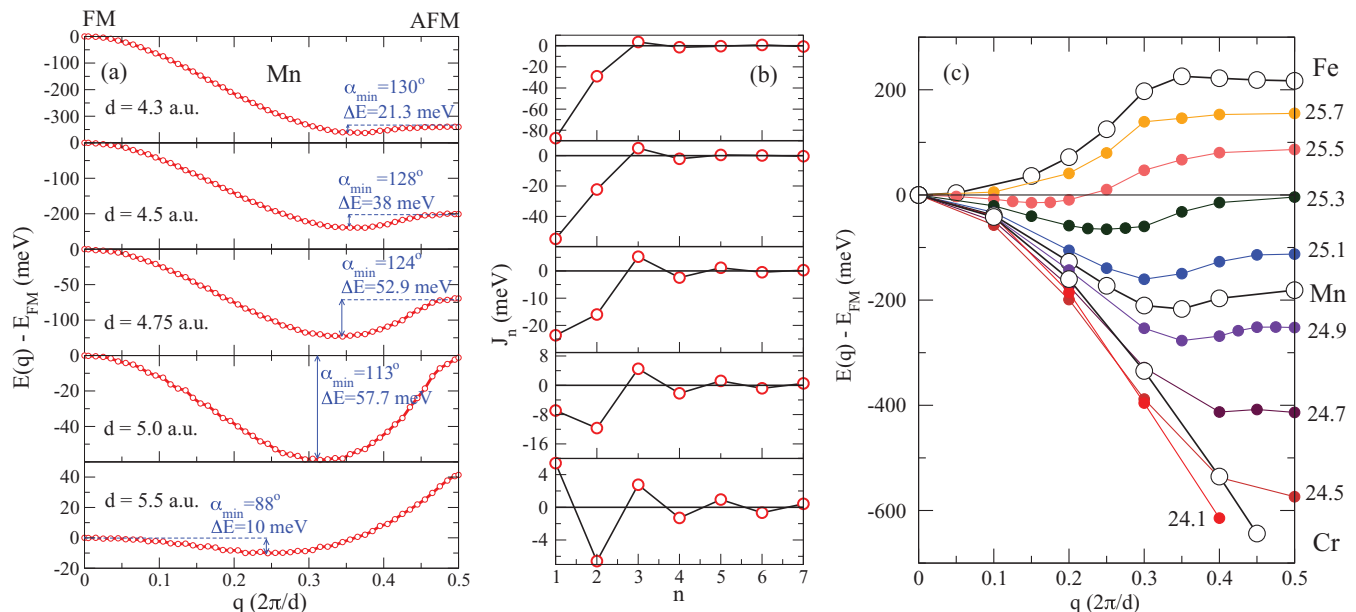 FM
AFM
(a)
Mn
d = 4.3 a.u.
α_min=130°
ΔE=21.3 meV
0
-100
-200
-300
0
d = 4.5 a.u.
α_min=128°
ΔE=38 meV
-100
-200
0
d = 4.75 a.u.
α_min=124°
ΔE=52.9 meV
-50
-100
0
d = 5.0 a.u.
α_min=113°
ΔE=57.7 meV
-20
-40
d = 5.5 a.u.
α_min=88°
ΔE=10 meV
40
20
0
-20
E(q) - E_FM (meV)
0 0.1 0.2 0.3 0.4 0.5
q (2π/d)
(b)
0
-20
-40
-60
-80
0
-20
-40
0
-10
-20
8
0
-8
-16
4
0
-4
J_n (meV)
1 2 3 4 5 6 7
n
(c)
200
0
-200
-400
-600
E(q) - E_FM (meV)
Fe
25.7
25.5
25.3
25.1
Mn
24.9
24.7
24.5
24.1
Cr
0 0.1 0.2 0.3 0.4 0.5
q (2π/d)